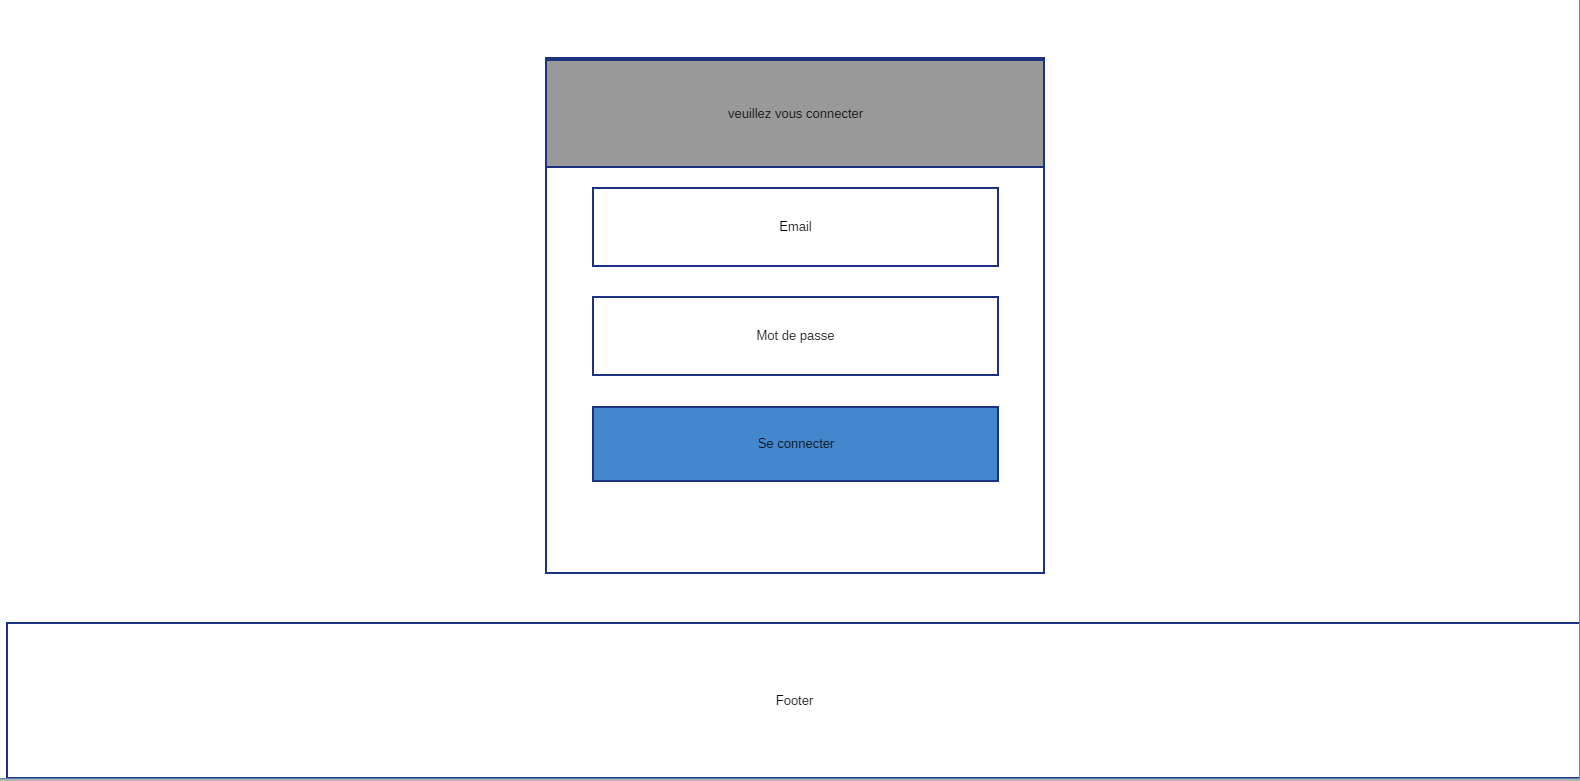 veuillez vous connecter
Email
Mot de passe
Se connecter
Footer